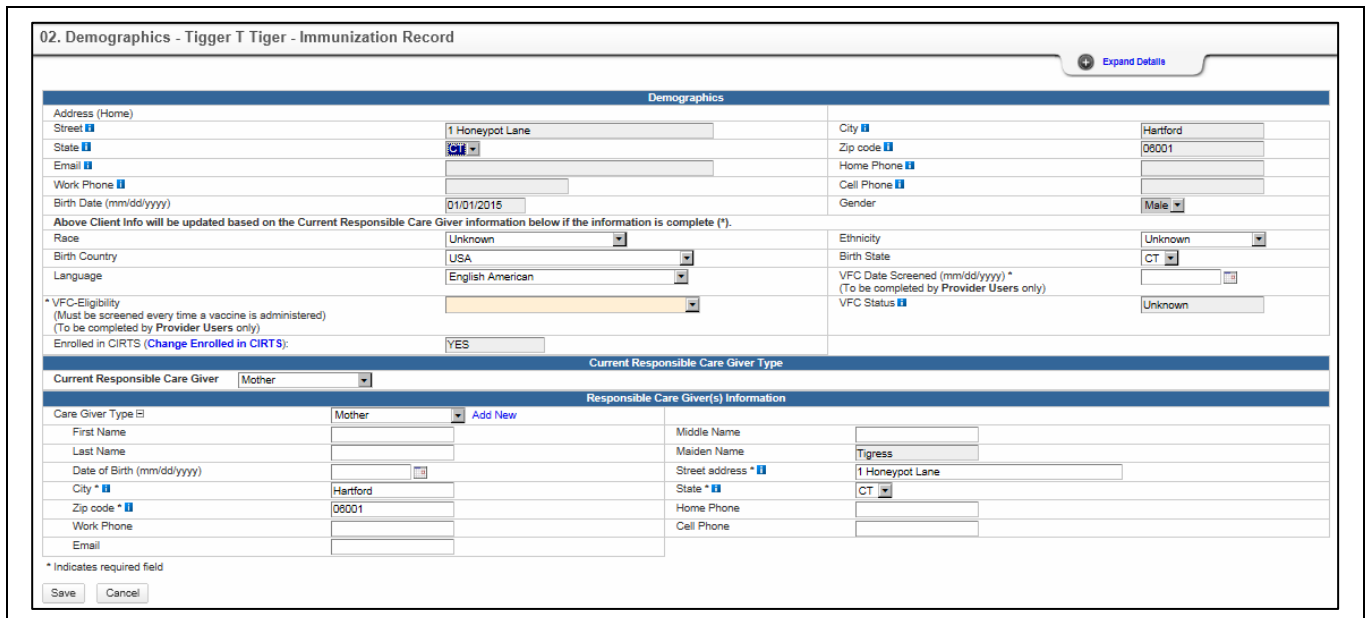 02. Demographics - Tigger T Tiger - Immunization Record
Expand Details
Demographics
Address (Home)
Street 1 Honeypot Lane City Hartford
State CT Zip code 06001
Email Home Phone
Work Phone Cell Phone
Birth Date (mm/dd/yyyy) 01/01/2015 Gender Male
Above Client Info will be updated based on the Current Responsible Care Giver information below if the information is complete (*).
Race Unknown Ethnicity Unknown
Birth Country USA Birth State CT
Language English American VFC Date Screened (mm/dd/yyyy) *
(To be completed by Provider Users only)
* VFC-Eligibility VFC Status Unknown
(Must be screened every time a vaccine is administered)
(To be completed by Provider Users only)
Enrolled in CIRTS (Change Enrolled in CIRTS): YES
Current Responsible Care Giver Type
Current Responsible Care Giver Mother
Responsible Care Giver(s) Information
Care Giver Type Mother Add New
First Name Middle Name
Last Name Maiden Name Tigress
Date of Birth (mm/dd/yyyy) Street address * 1 Honeypot Lane
City * Hartford State * CT
Zip code * 06001 Home Phone
Work Phone Cell Phone
Email
* Indicates required field
Save Cancel